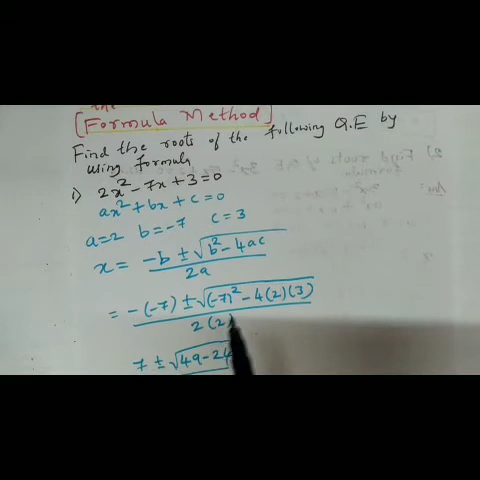 the
[Formula Method]
Find the roots of the following Q.E by
using formula
1) 2x² - 7x + 3 = 0
ax² + bx + c = 0
a=2 b=-7 c=3
x = -b ± √b² - 4ac / 2a
= -(-7) ± √(-7)² - 4(2)(3) / 2(2)
7 ± √49-24